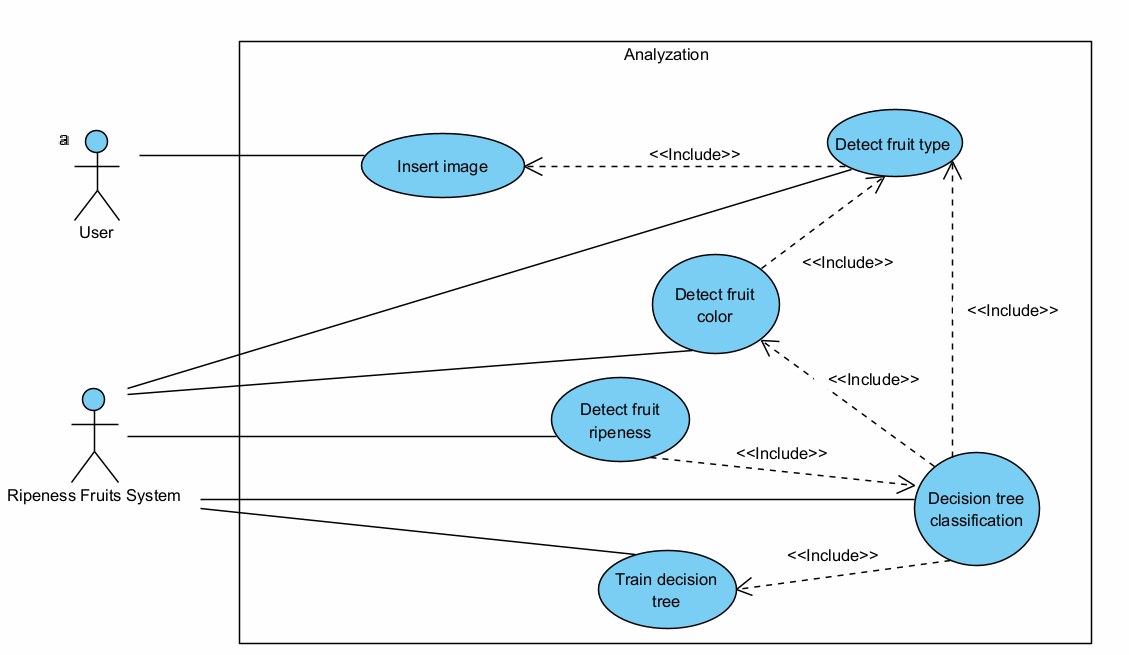 Analyzation
User
Insert image
<<Include>>
Detect fruit type
<<Include>>
Detect fruit
color
<<Include>>
<<Include>>
Detect fruit
ripeness
<<Include>>
Ripeness Fruits System
Decision tree
classification
<<Include>>
Train decision
tree